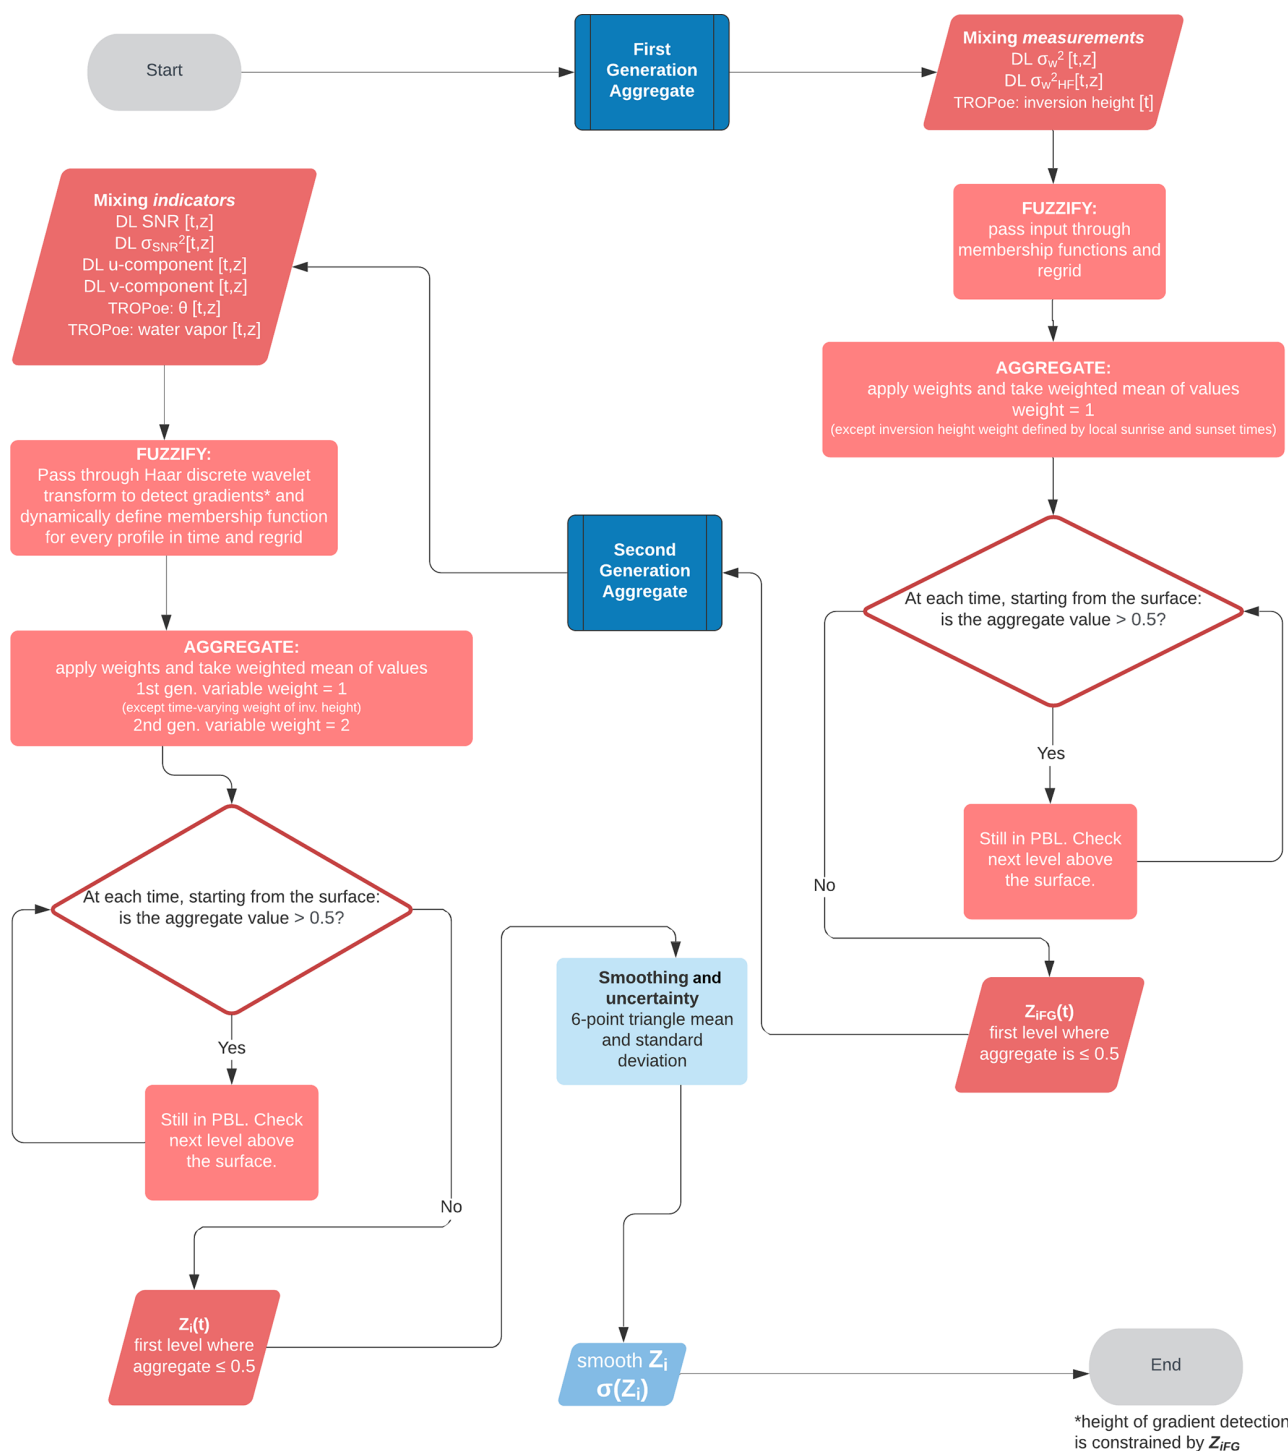 Start
First
Generation
Aggregate
Mixing measurements
DL σw² [t,z]
DL σw²HF[t,z]
TROPoe: inversion height [t]
FUZZIFY:
pass input through
membership functions and
regrid
AGGREGATE:
apply weights and take weighted mean of values
weight = 1
(except inversion height weight defined by local sunrise and sunset times)
At each time, starting from the surface:
is the aggregate value > 0.5?
Yes
Still in PBL. Check
next level above
the surface.
No
ZiFG(t)
first level where
aggregate is ≤ 0.5
Second
Generation
Aggregate
Mixing indicators
DL SNR [t,z]
DL σSNR²[t,z]
DL u-component [t,z]
DL v-component [t,z]
TROPoe: θ [t,z]
TROPoe: water vapor [t,z]
FUZZIFY:
Pass through Haar discrete wavelet
transform to detect gradients* and
dynamically define membership function
for every profile in time and regrid
AGGREGATE:
apply weights and take weighted mean of values
1st gen. variable weight = 1
(except time-varying weight of inv. height)
2nd gen. variable weight = 2
At each time, starting from the surface:
is the aggregate value > 0.5?
Yes
Still in PBL. Check
next level above
the surface.
No
Zi(t)
first level where
aggregate ≤ 0.5
Smoothing and
uncertainty
6-point triangle mean
and standard
deviation
smooth Zi
σ(Zi)
End
*height of gradient detection
is constrained by ZiFG